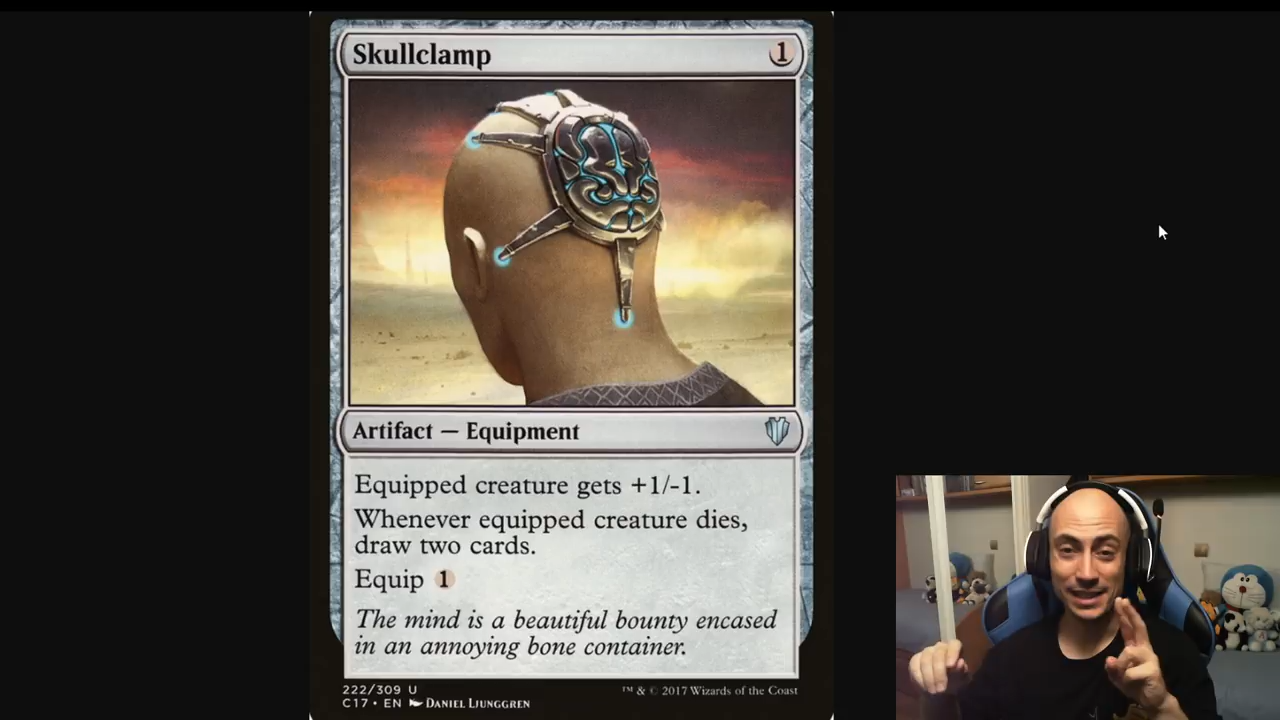 Skullclamp 1
Artifact — Equipment
Equipped creature gets +1/-1.
Whenever equipped creature dies,
draw two cards.
Equip 1
The mind is a beautiful bounty encased
in an annoying bone container.
222/309 U
C17 • EN Daniel Ljunggren
™ & © 2017 Wizards of the Coast